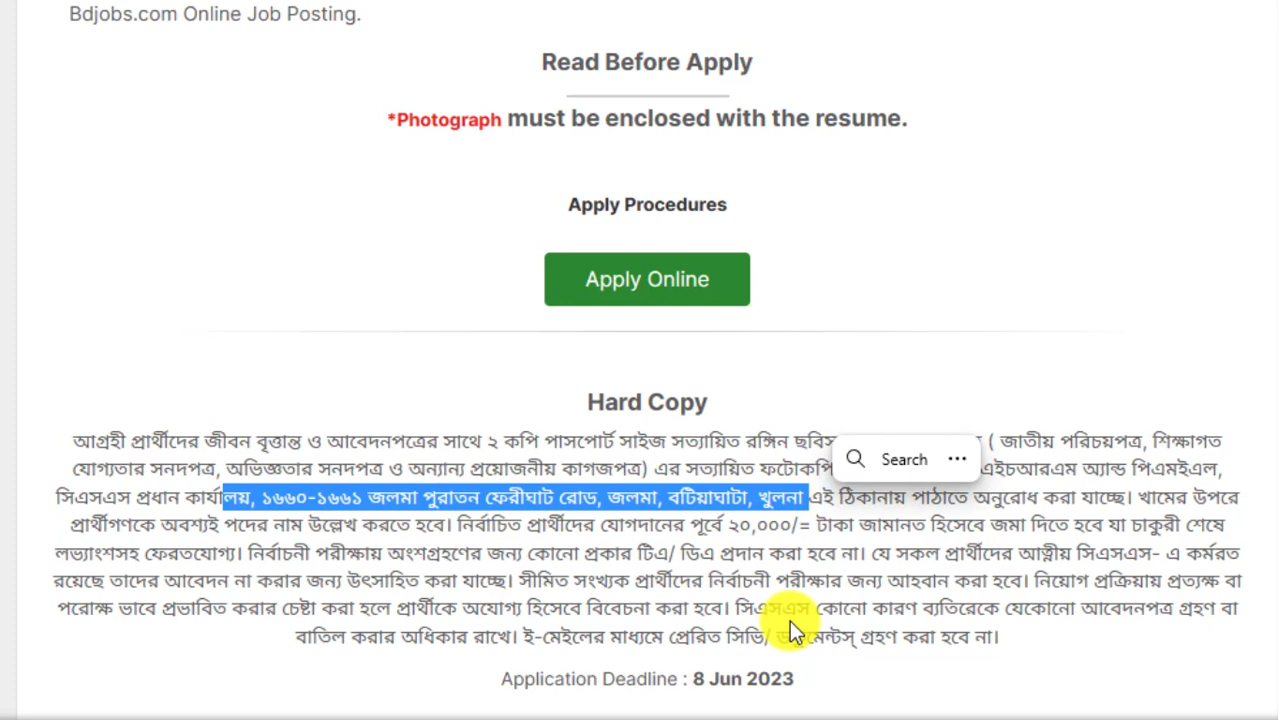 Bdjobs.com Online Job Posting.
Read Before Apply
*Photograph must be enclosed with the resume.
Apply Procedures
Apply Online
Hard Copy
আগ্রহী প্রার্থীদের জীবন বৃত্তান্ত ও আবেদনপত্রের সাথে ২ কপি পাসপোর্ট সাইজ সত্যায়িত রঙ্গিন ছবিস ( জাতীয় পরিচয়পত্র, শিক্ষাগত
Search
যোগ্যতার সনদপত্র, অভিজ্ঞতার সনদপত্র ও অন্যান্য প্রয়োজনীয় কাগজপত্র) এর সত্যায়িত ফটোকপি এইচআরএম অ্যান্ড পিএমইএল,
সিএসএস প্রধান কার্যালয়, ১৬৬০-১৬৬১ জলমা পুরাতন ফেরীঘাট রোড, জলমা, বটিয়াঘাটা, খুলনা এই ঠিকানায় পাঠাতে অনুরোধ করা যাচ্ছে। খামের উপরে
প্রার্থীগণকে অবশ্যই পদের নাম উল্লেখ করতে হবে। নির্বাচিত প্রার্থীদের যোগদানের পূর্বে ২০,০০০/= টাকা জামানত হিসেবে জমা দিতে হবে যা চাকুরী শেষে
লভ্যাংশসহ ফেরতযোগ্য। নির্বাচনী পরীক্ষায় অংশগ্রহণের জন্য কোনো প্রকার টিএ/ ডিএ প্রদান করা হবে না। যে সকল প্রার্থীদের আত্নীয় সিএসএস- এ কর্মরত
রয়েছে তাদের আবেদন না করার জন্য উৎসাহিত করা যাচ্ছে। সীমিত সংখ্যক প্রার্থীদের নির্বাচনী পরীক্ষার জন্য আহবান করা হবে। নিয়োগ প্রক্রিয়ায় প্রত্যক্ষ বা
পরোক্ষ ভাবে প্রভাবিত করার চেষ্টা করা হলে প্রার্থীকে অযোগ্য হিসেবে বিবেচনা করা হবে। সিএসএস কোনো কারণ ব্যতিরেকে যেকোনো আবেদনপত্র গ্রহণ বা
বাতিল করার অধিকার রাখে। ই-মেইলের মাধ্যমে প্রেরিত সিভি/ ডকুমেন্টস্ গ্রহণ করা হবে না।
Application Deadline : 8 Jun 2023